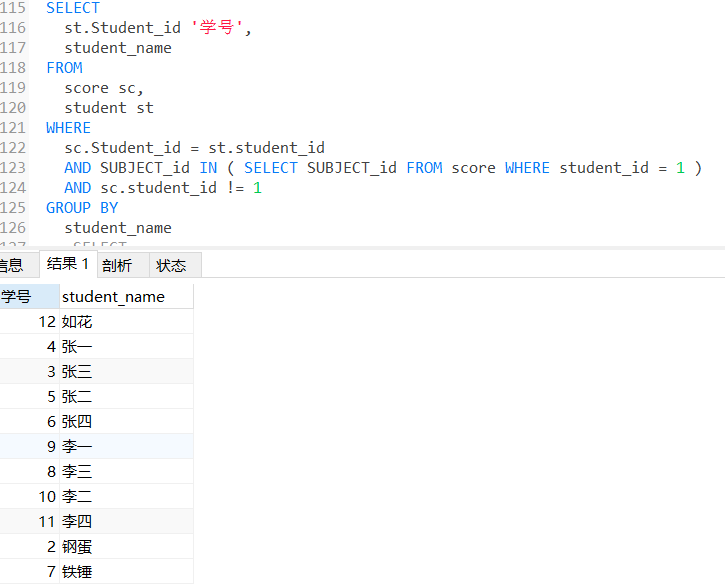 115 SELECT
116 st.Student_id '学号',
117 student_name
118 FROM
119 score sc,
120 student st
121 WHERE
122 sc.Student_id = st.student_id
123 AND SUBJECT_id IN ( SELECT SUBJECT_id FROM score WHERE student_id = 1 )
124 AND sc.student_id != 1
125 GROUP BY
126 student_name
127 SELECT
信息 结果 1 剖析 状态
学号 student_name
12 如花
4 张一
3 张三
5 张二
6 张四
9 李一
8 李三
10 李二
11 李四
2 钢蛋
7 铁锤